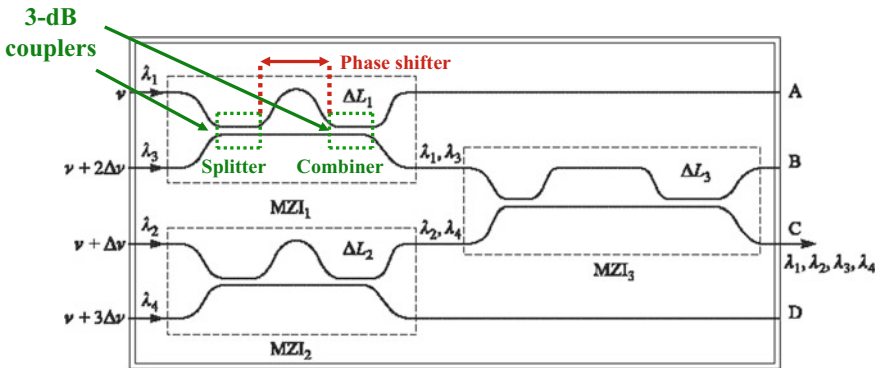 3-dB
couplers
Phase shifter
λ₁
ν
ΔL₁
A
Splitter
Combiner
λ₃
ν + 2Δν
λ₁, λ₃
B
ΔL₃
MZI₁
λ₂
ν + Δν
ΔL₂
λ₂, λ₄
C
λ₁, λ₂, λ₃, λ₄
MZI₃
λ₄
ν + 3Δν
D
MZI₂